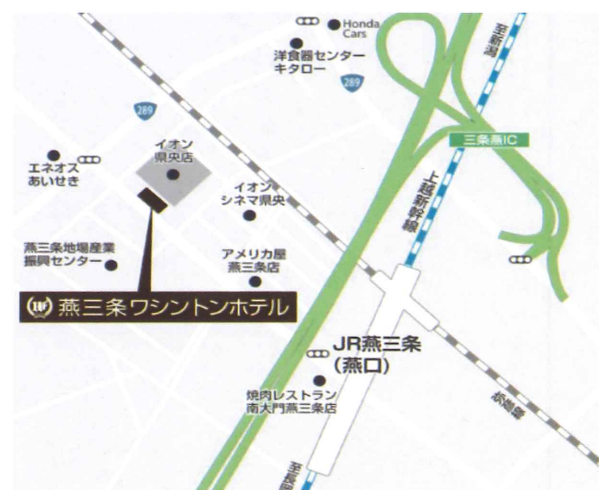 Honda
Cars
洋食器センター
キタロー
至新潟
289
289
三条燕IC
イオン
県央店
エネオス
あいせき
イオン
シネマ県央
上越新幹線
燕三条地場産業
振興センター
アメリカ屋
燕三条店
燕三条ワシントンホテル
JR燕三条
(燕口)
焼肉レストラン
南大門燕三条店
弥彦線
至長岡